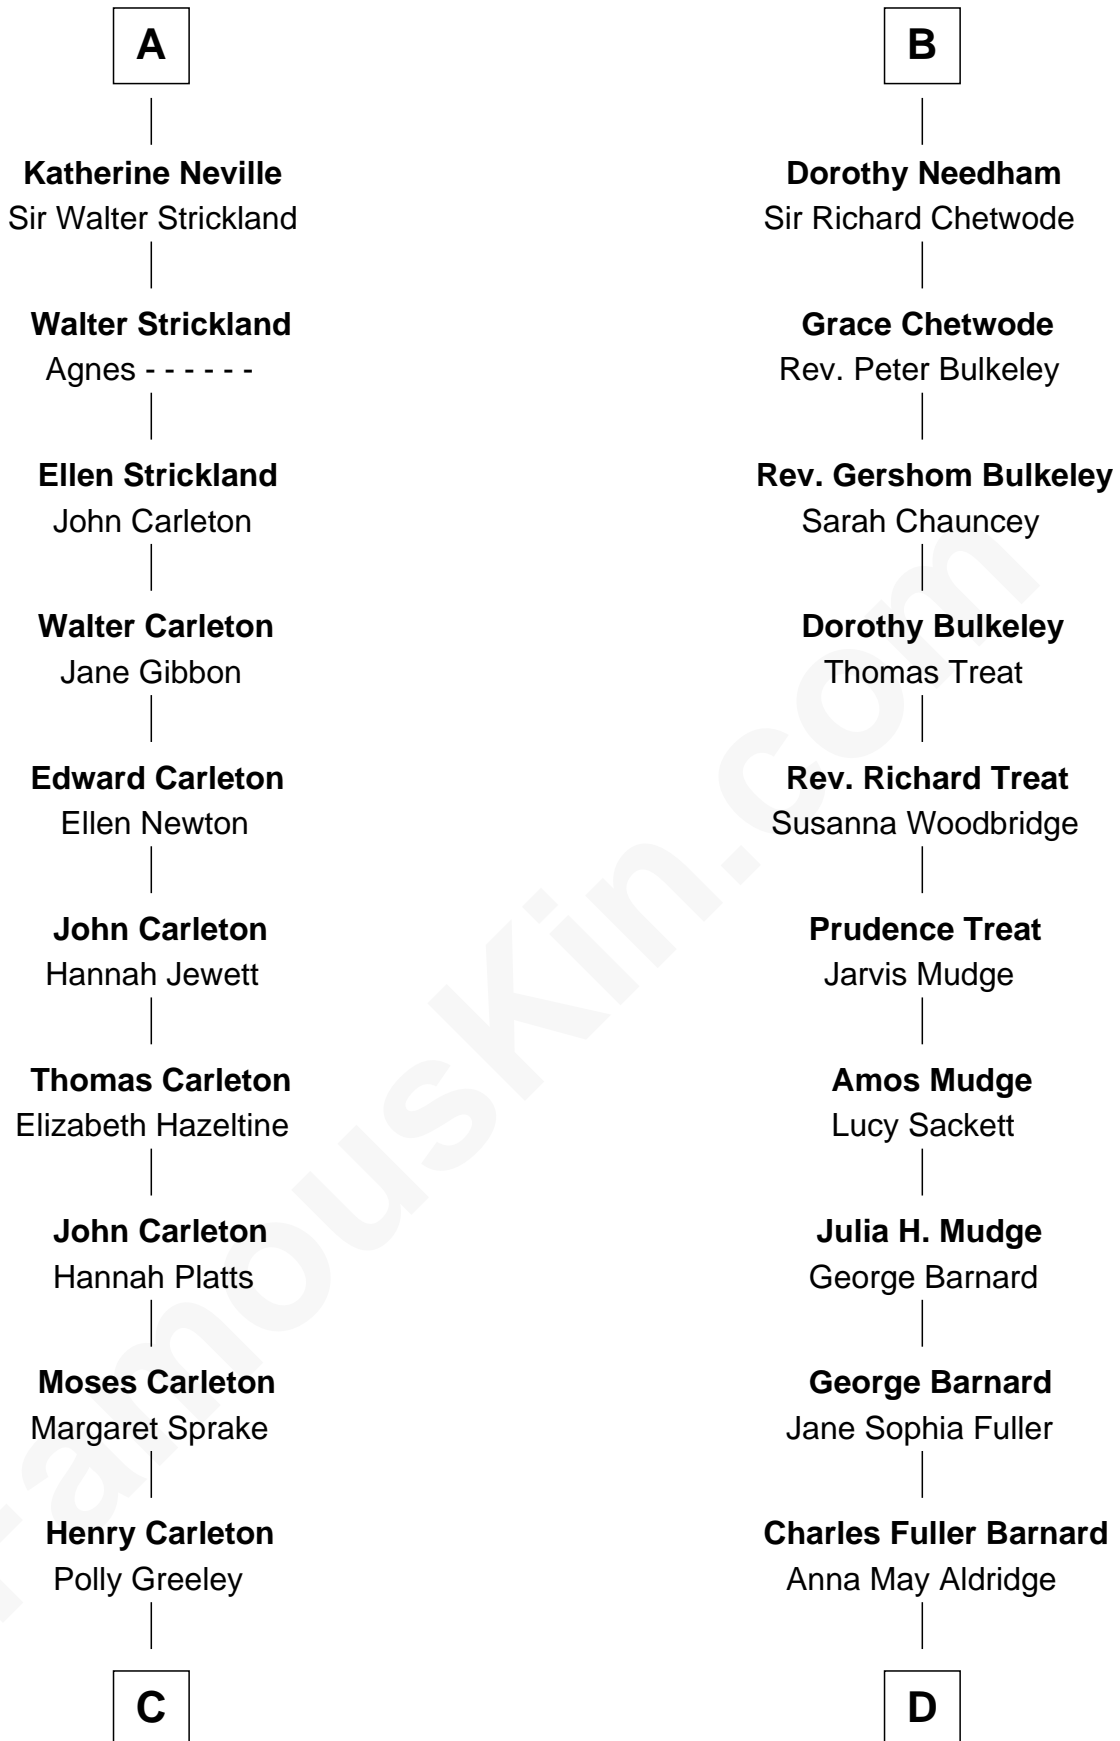 A
Katherine Neville
Sir Walter Strickland
Walter Strickland
Agnes - - - - - -
Ellen Strickland
John Carleton
Walter Carleton
Jane Gibbon
Edward Carleton
Ellen Newton
John Carleton
Hannah Jewett
Thomas Carleton
Elizabeth Hazeltine
John Carleton
Hannah Platts
Moses Carleton
Margaret Sprake
Henry Carleton
Polly Greeley
C
B
Dorothy Needham
Sir Richard Chetwode
Grace Chetwode
Rev. Peter Bulkeley
Rev. Gershom Bulkeley
Sarah Chauncey
Dorothy Bulkeley
Thomas Treat
Rev. Richard Treat
Susanna Woodbridge
Prudence Treat
Jarvis Mudge
Amos Mudge
Lucy Sackett
Julia H. Mudge
George Barnard
George Barnard
Jane Sophia Fuller
Charles Fuller Barnard
Anna May Aldridge
D
FamousKin.com